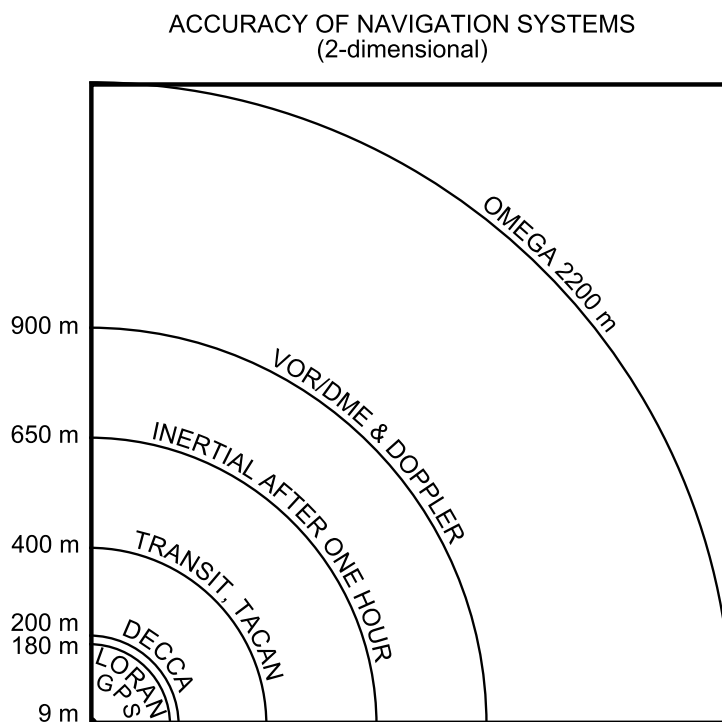 ACCURACY OF NAVIGATION SYSTEMS
(2-dimensional)
OMEGA 2200 m
900 m
VOR/DME & DOPPLER
650 m
INERTIAL AFTER ONE HOUR
400 m
TRANSIT, TACAN
200 m
DECCA
180 m
LORAN
GPS
9 m